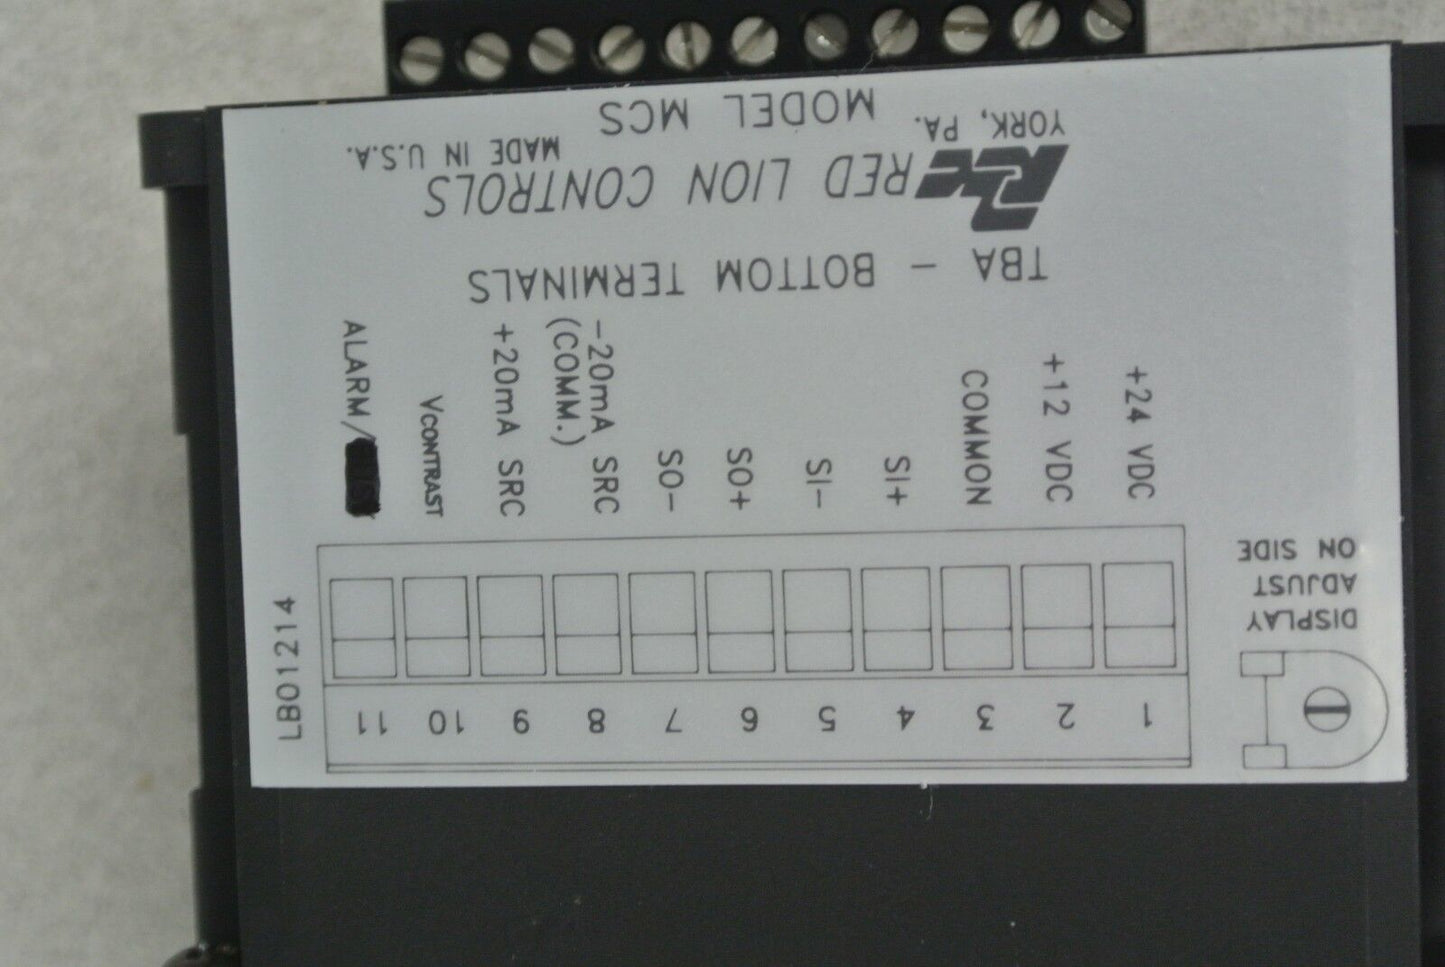 DISPLAY
ADJUST
ON SIDE
1 2 3 4 5 6 7 8 9 10 11
+24 VDC
+12 VDC
COMMON
SI+
SI-
SO+
SO-
-20mA SRC
(COMM.)
+20mA SRC
VCONTRAST
ALARM/
TBA - BOTTOM TERMINALS
RLC RED LION CONTROLS
YORK, PA.
MADE IN U.S.A.
MODEL MCS
LB01214